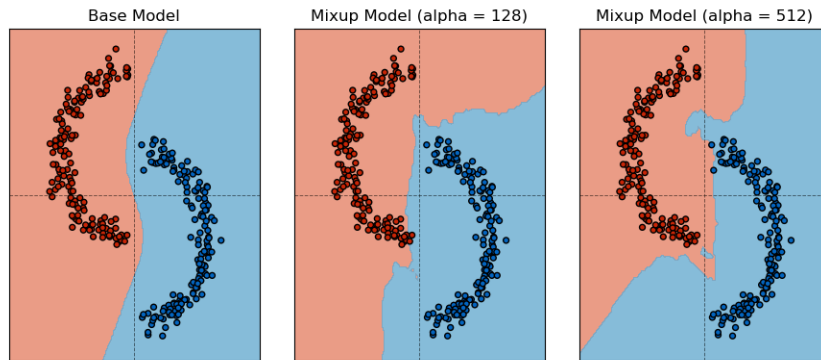 Base Model
Mixup Model (alpha = 128)
Mixup Model (alpha = 512)